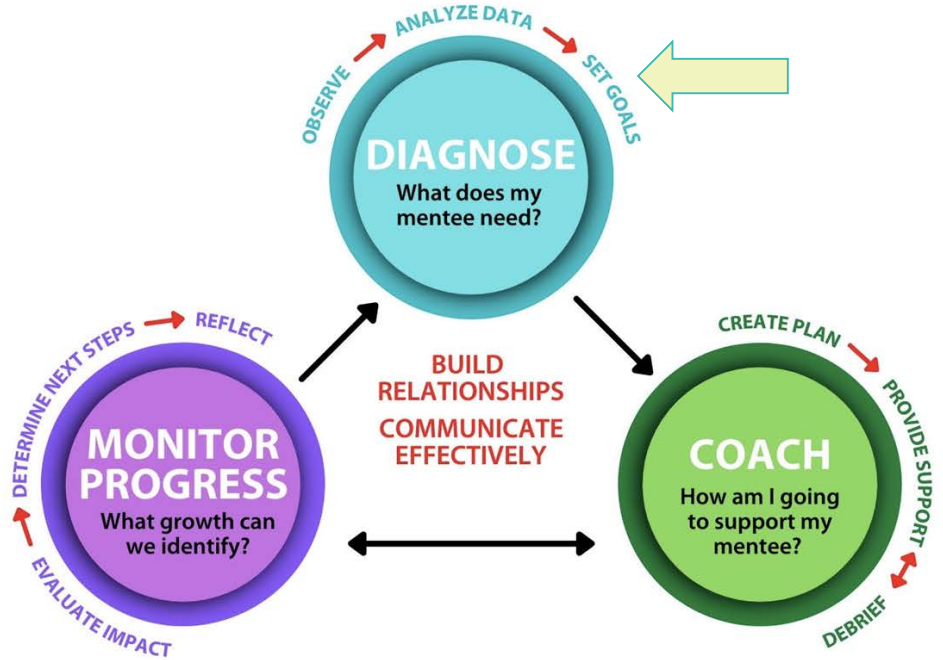 OBSERVE
ANALYZE DATA
SET GOALS
DIAGNOSE
What does my
mentee need?
CREATE PLAN
PROVIDE SUPPORT
DEBRIEF
COACH
How am I going
to support my
mentee?
EVALUATE IMPACT
DETERMINE NEXT STEPS
REFLECT
MONITOR
PROGRESS
What growth can
we identify?
BUILD
RELATIONSHIPS
COMMUNICATE
EFFECTIVELY